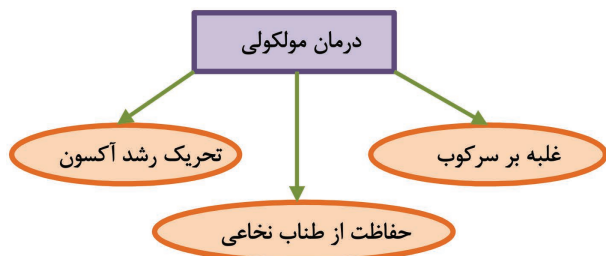 درمان مولکولی
غلبه بر سرکوب
تحریک رشد آکسون
حفاظت از طناب نخاعی